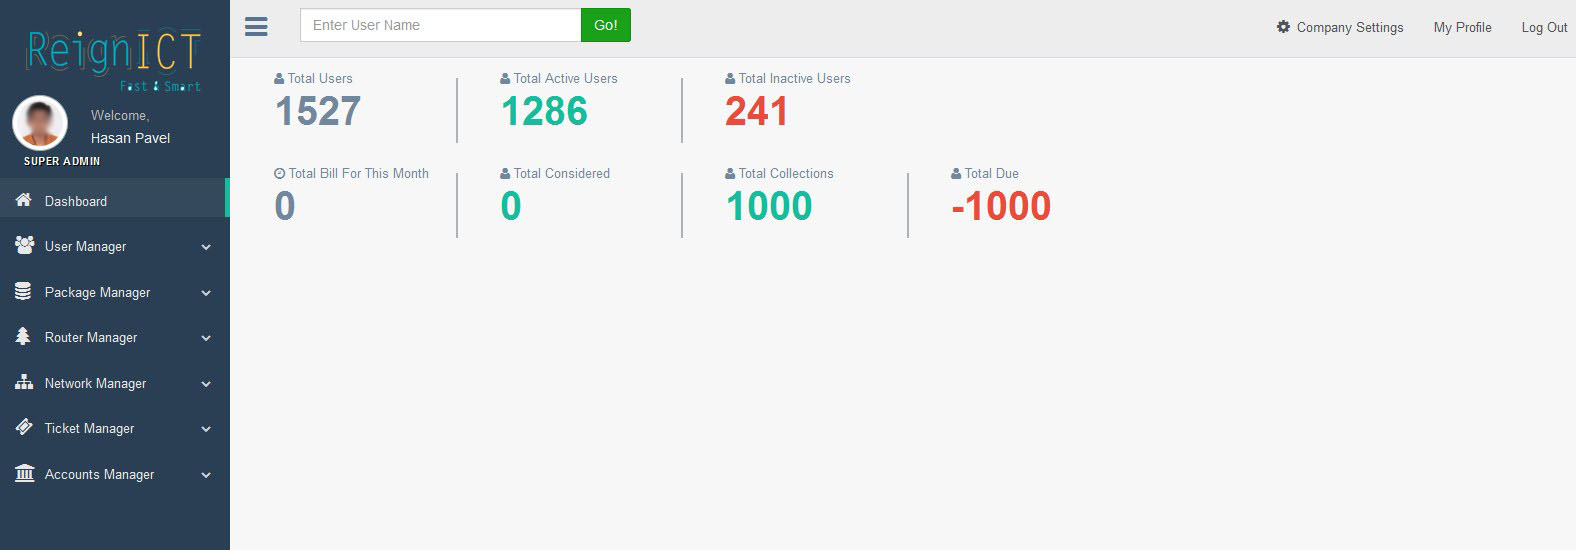 ReignICT
Fast & Smart
Welcome,
Hasan Pavel
SUPER ADMIN
Dashboard
User Manager
Package Manager
Router Manager
Network Manager
Ticket Manager
Accounts Manager
Enter User Name
Go!
Company Settings
My Profile
Log Out
Total Users
1527
Total Active Users
1286
Total Inactive Users
241
Total Bill For This Month
0
Total Considered
0
Total Collections
1000
Total Due
-1000